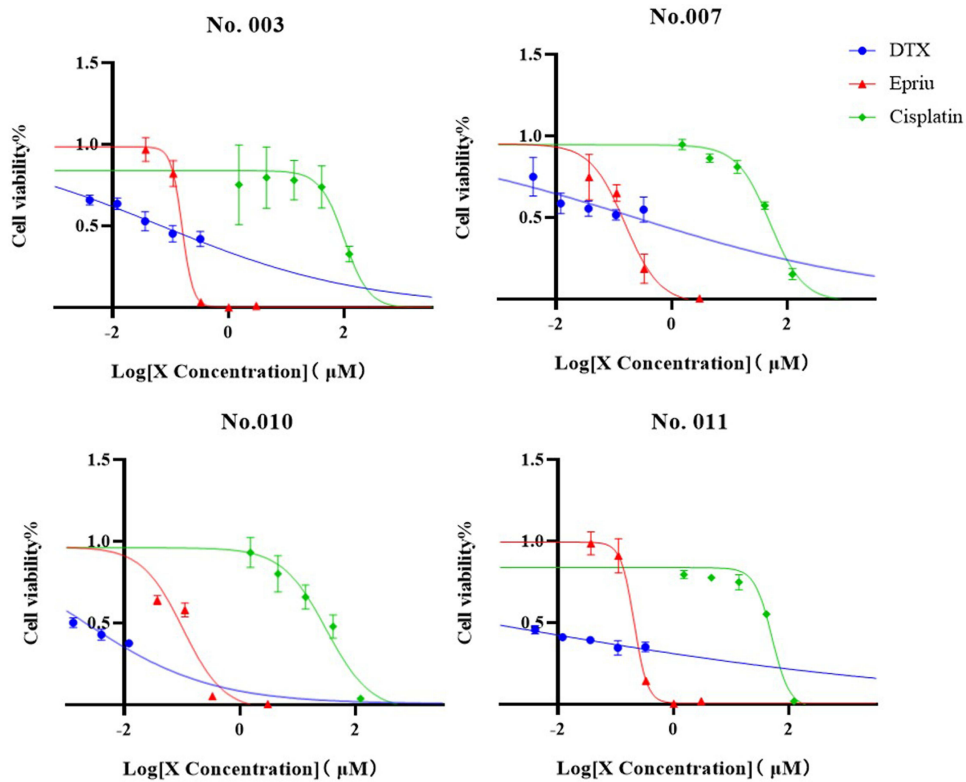 No. 003
1.5
1.0
0.5
Cell viability%
-2
0
2
Log[X Concentration] ( μM)
No.007
1.5
1.0
0.5
Cell viability%
-2
0
2
Log[X Concentration] ( μM)
DTX
Epriu
Cisplatin
No.010
1.5
1.0
0.5
Cell viability%
-2
0
2
Log[X Concentration] ( μM)
No. 011
1.5
1.0
0.5
Cell viability%
-2
0
2
Log[X Concentration] ( μM)